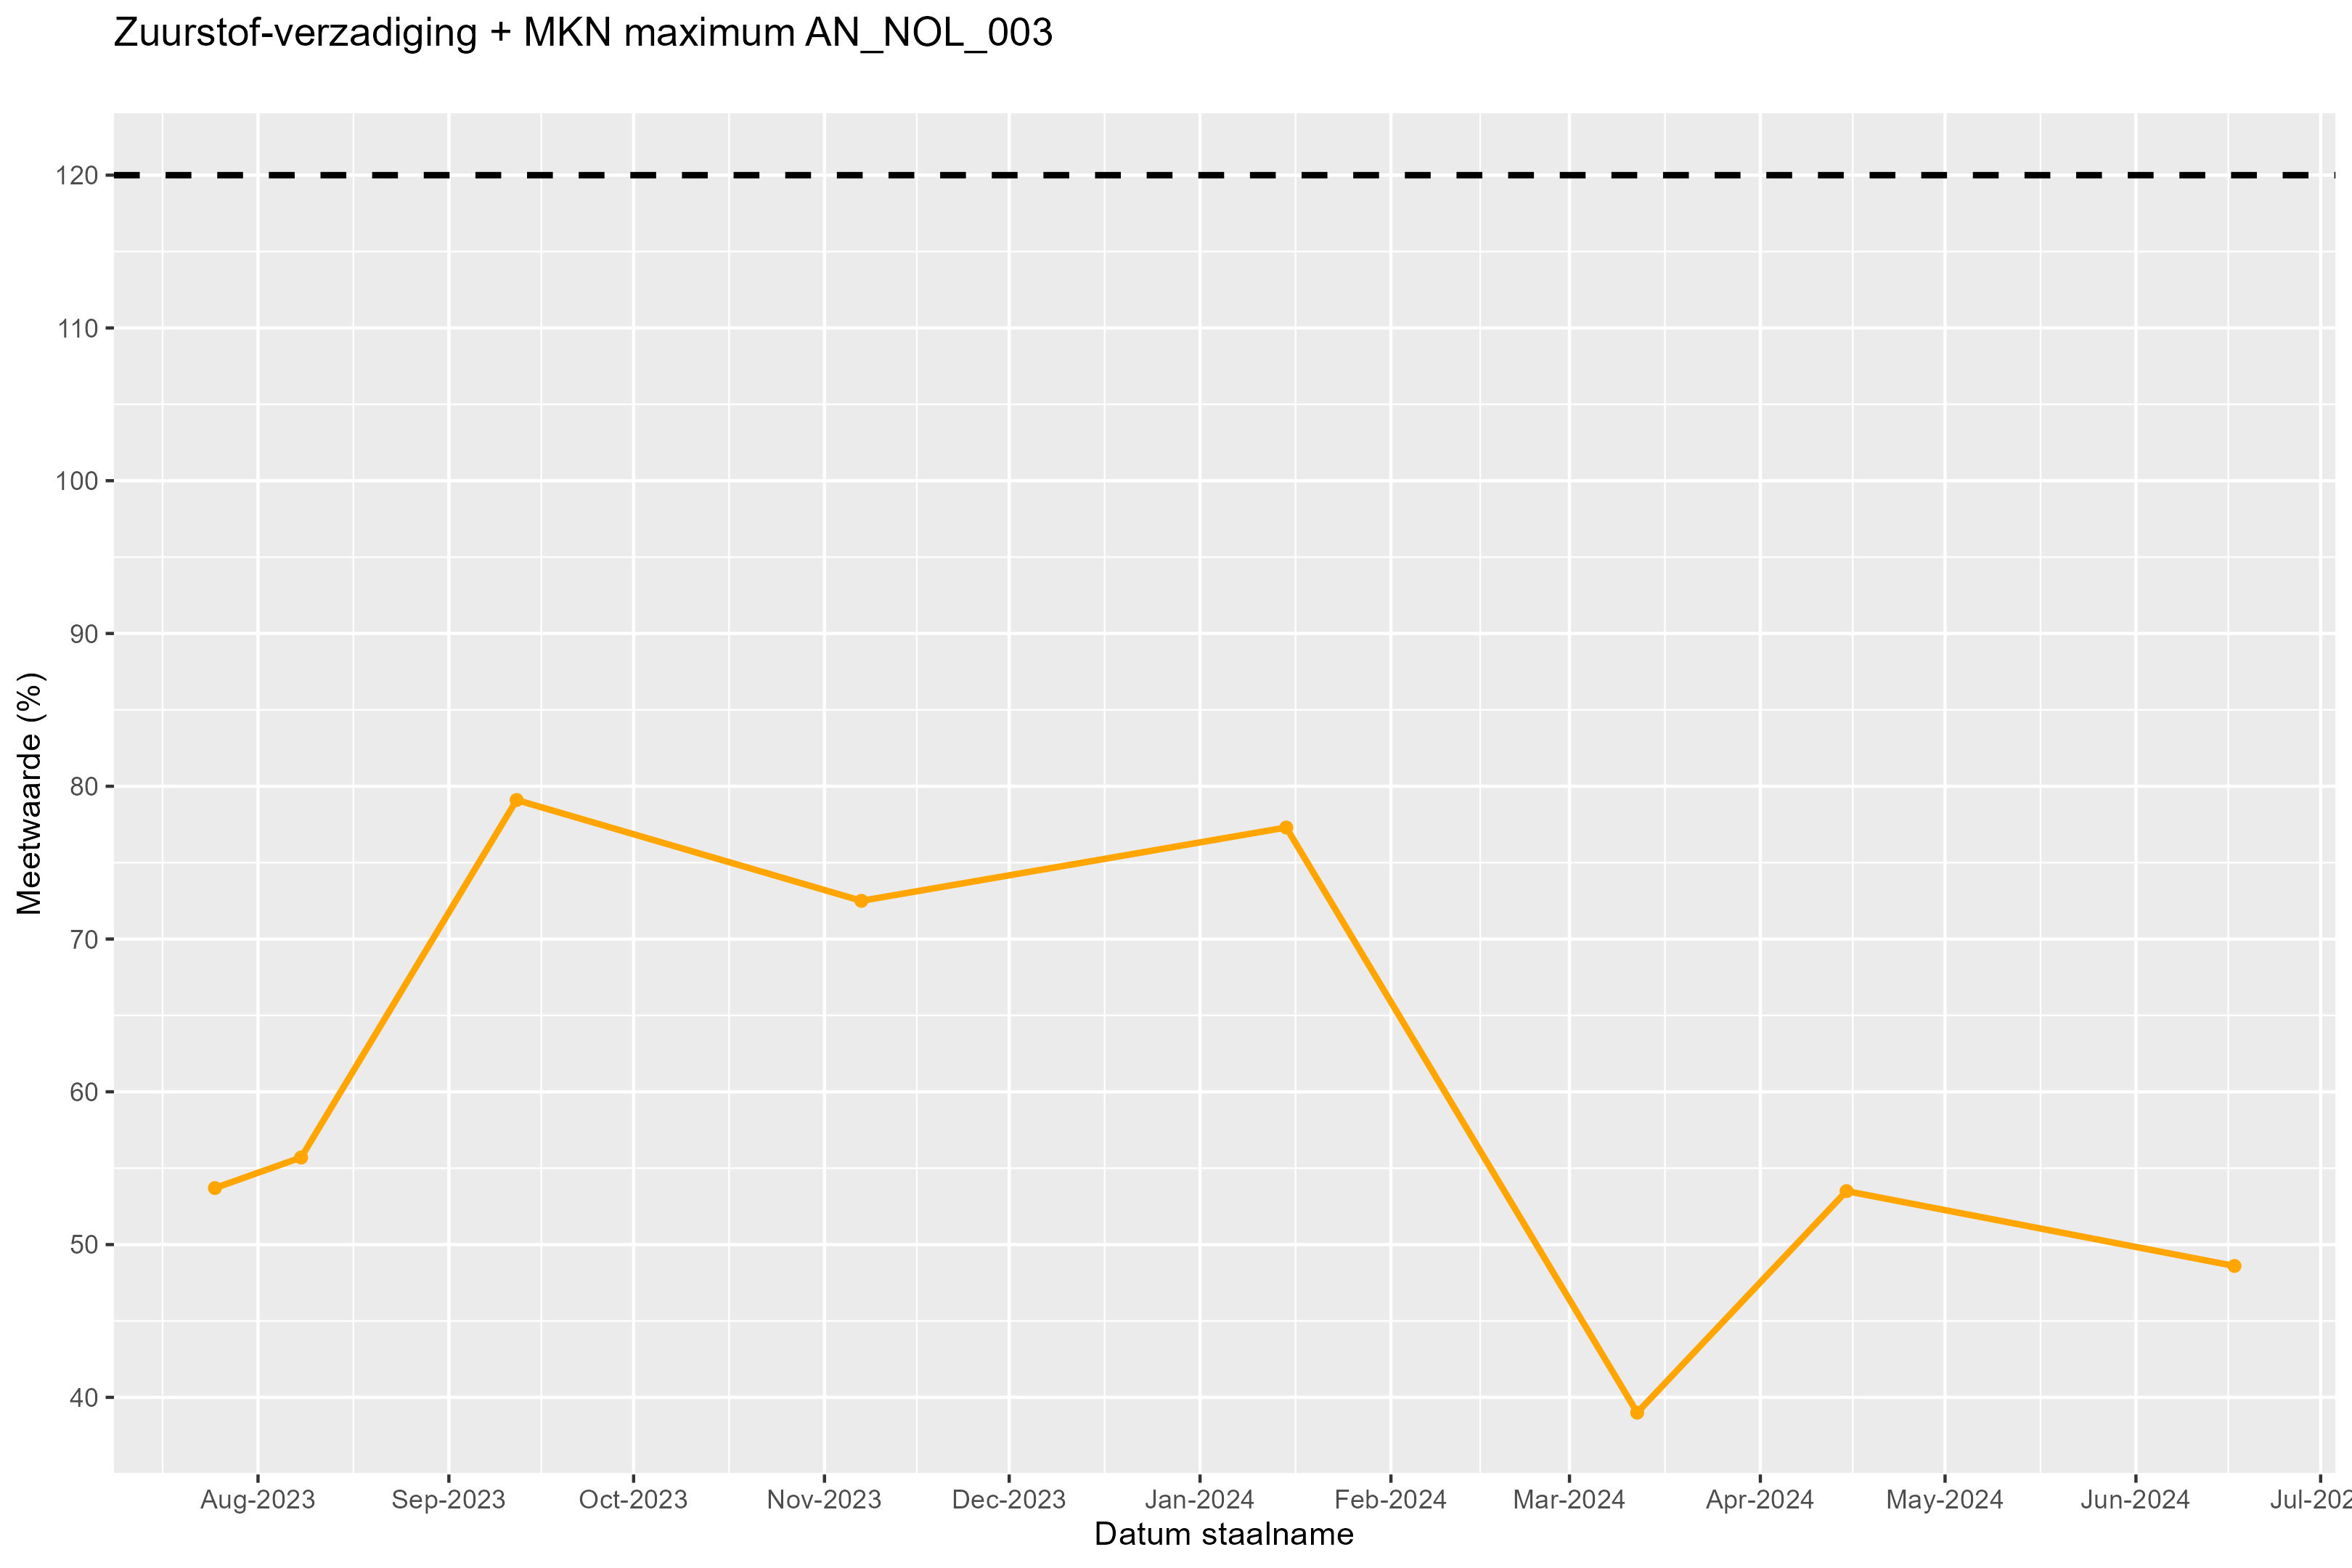 Zuurstof-verzadiging + MKN maximum AN_NOL_003
120
110
100
90
80
70
60
50
40
Meetwaarde (%)
Aug-2023 Sep-2023 Oct-2023 Nov-2023 Dec-2023 Jan-2024 Feb-2024 Mar-2024 Apr-2024 May-2024 Jun-2024 Jul-202
Datum staalname